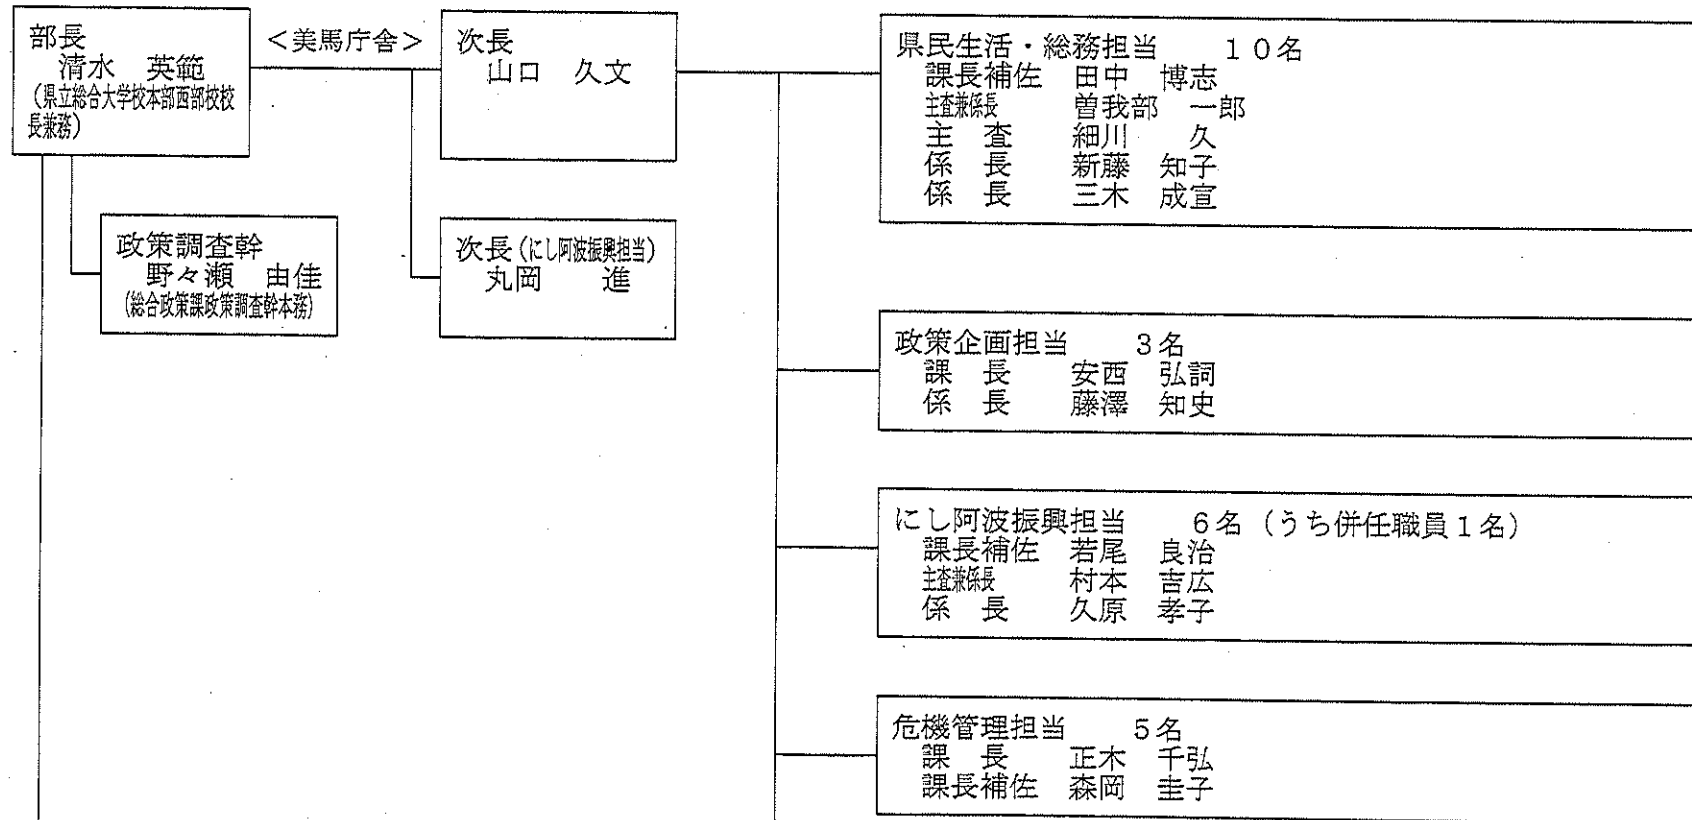 部長
清水　英範
（県立総合大学校本部西部校校
長兼務）
＜美馬庁舎＞
政策調査幹
野々瀬　由佳
（総合政策課政策調査幹本務）
次長
山口　久文
次長（にし阿波振興担当）
丸岡　　進
県民生活・総務担当　　１０名
課長補佐　田中　博志
主査兼係長　曽我部　一郎
主　査　細川　　久
係　長　新藤　知子
係　長　三木　成宣
政策企画担当　　３名
課　長　安西　弘詞
係　長　藤澤　知史
にし阿波振興担当　　６名（うち併任職員１名）
課長補佐　若尾　良治
主査兼係長　村本　吉広
係　長　久原　孝子
危機管理担当　　５名
課　長　正木　千弘
課長補佐　森岡　圭子